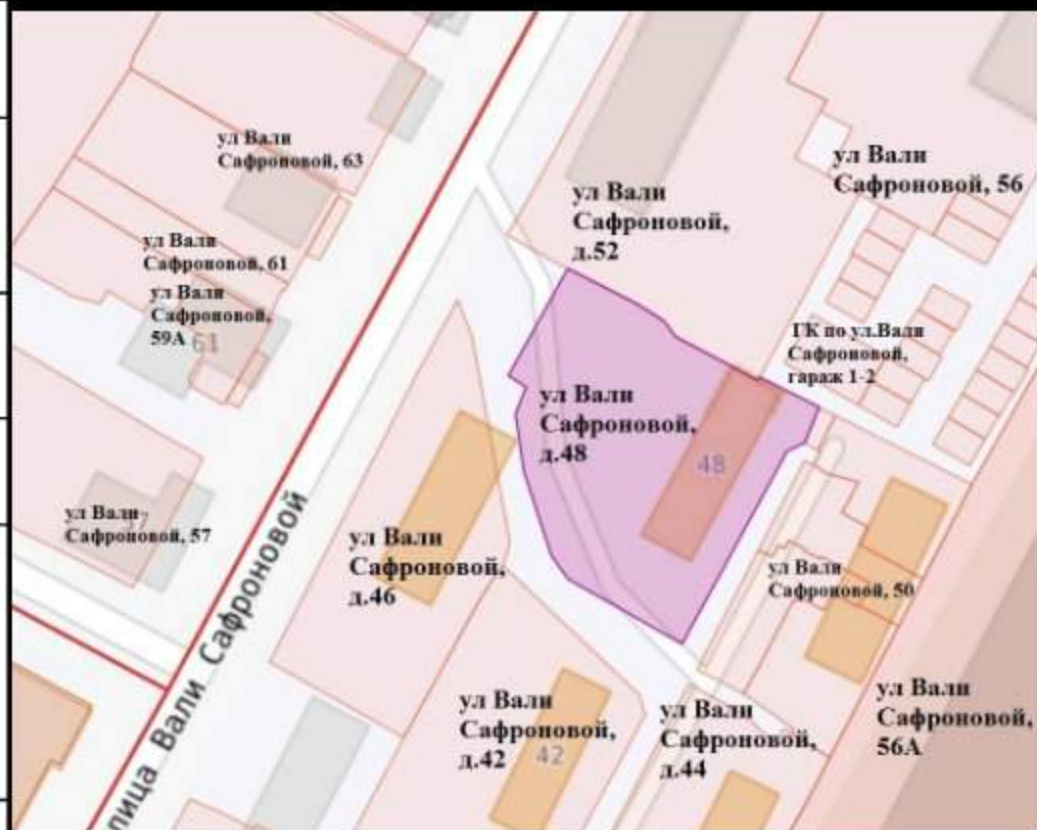 ул Вали
Сафроновой, 63
ул Вали
Сафроновой, 61
ул Вали
Сафроновой,
59А
61
ул Вали
Сафроновой, 57
ул Вали
Сафроновой,
д.52
ул Вали
Сафроновой, 56
ГК по ул.Вали
Сафроновой,
гараж 1-2
ул Вали
Сафроновой,
д.48
48
ул Вали
Сафроновой,
д.46
ул Вали
Сафроновой, 50
ул Вали
Сафроновой,
д.42
42
ул Вали
Сафроновой,
д.44
ул Вали
Сафроновой,
56А
лица Вали Сафроновой